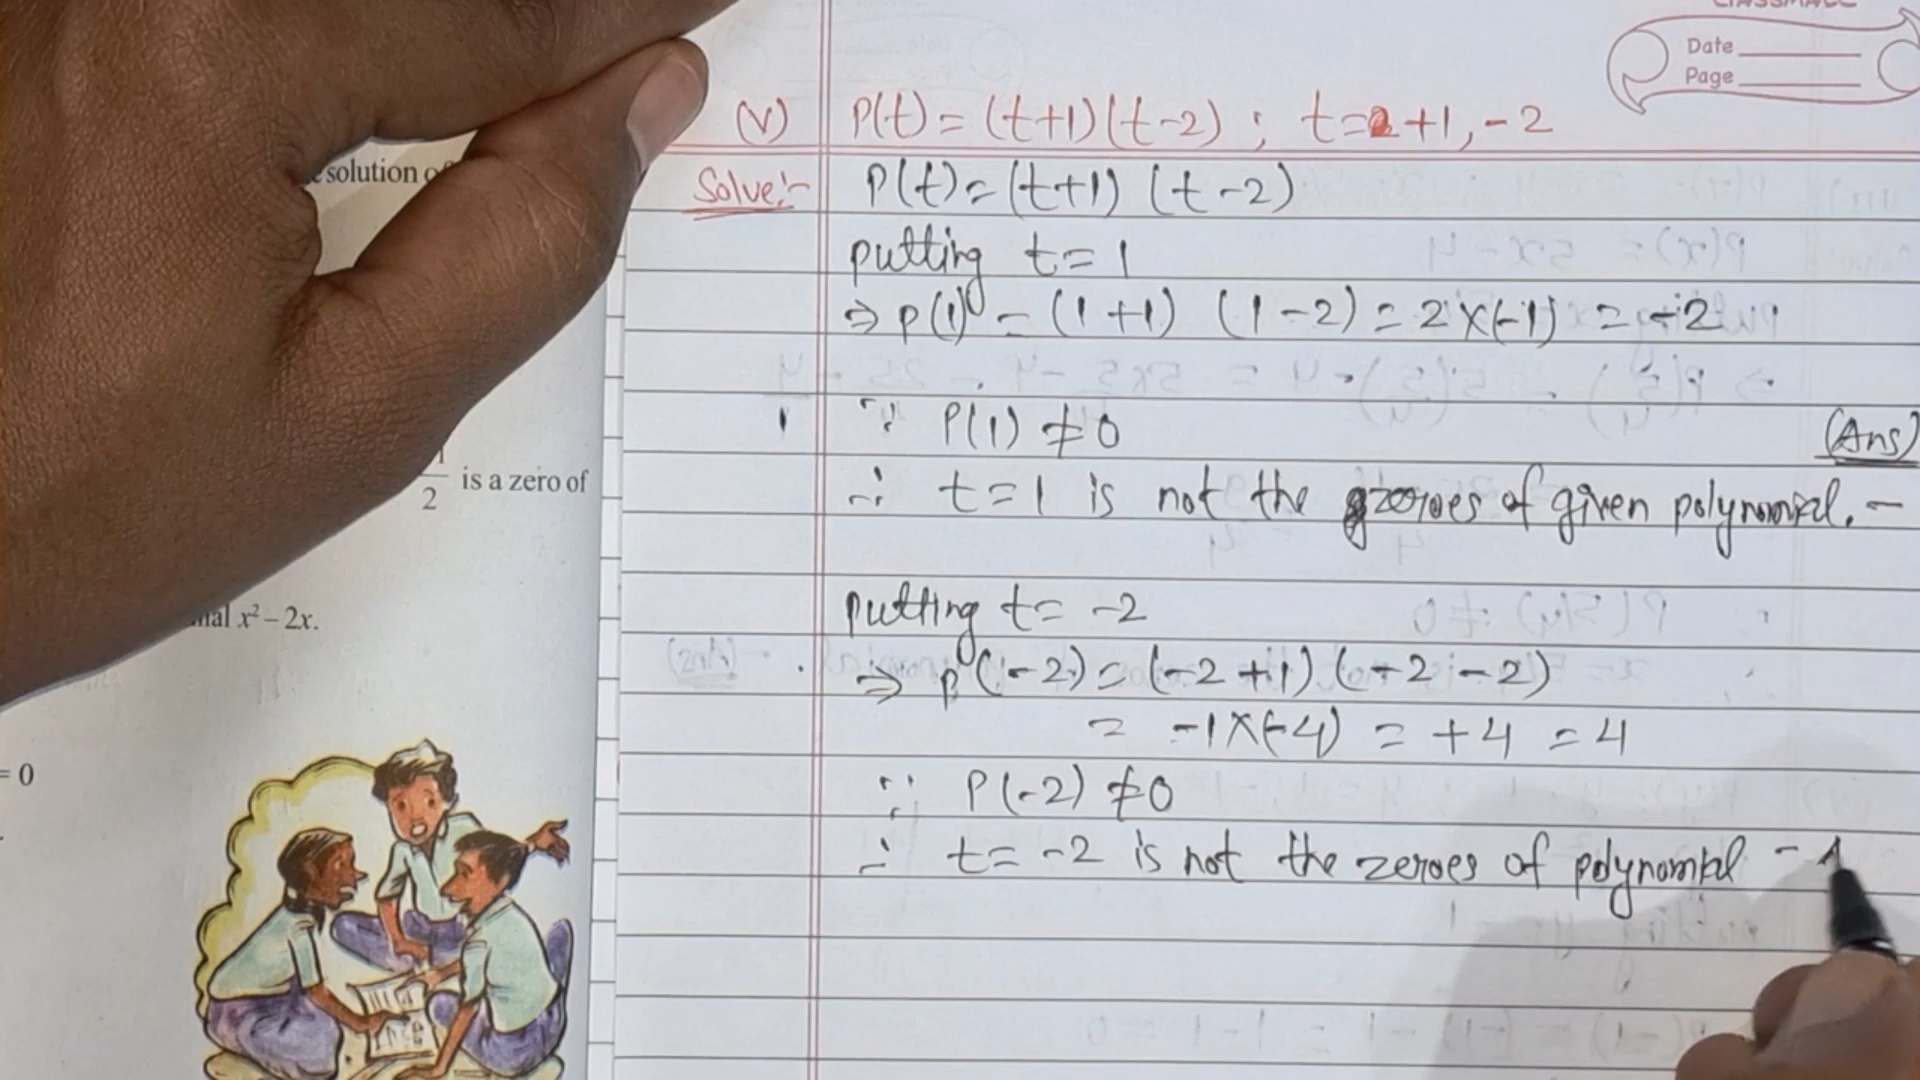 Date
Page
(v) P(t) = (t+1)(t-2) ; t = +1, -2
solution
Solve:- P(t) = (t+1) (t-2)
putting t = 1
⇒ p(1) = (1+1) (1-2) = 2×(-1) = -2
∵ P(1) ≠ 0
(Ans)
∴ t = 1 is not the zeroes of given polynomial. -
1/2 is a zero of
putting t = -2
x² – 2x.
⇒ p(-2) = (-2+1) (-2-2)
= -1×(-4) = +4 = 4
= 0
∵ P(-2) ≠ 0
∴ t = -2 is not the zeroes of polynomial -